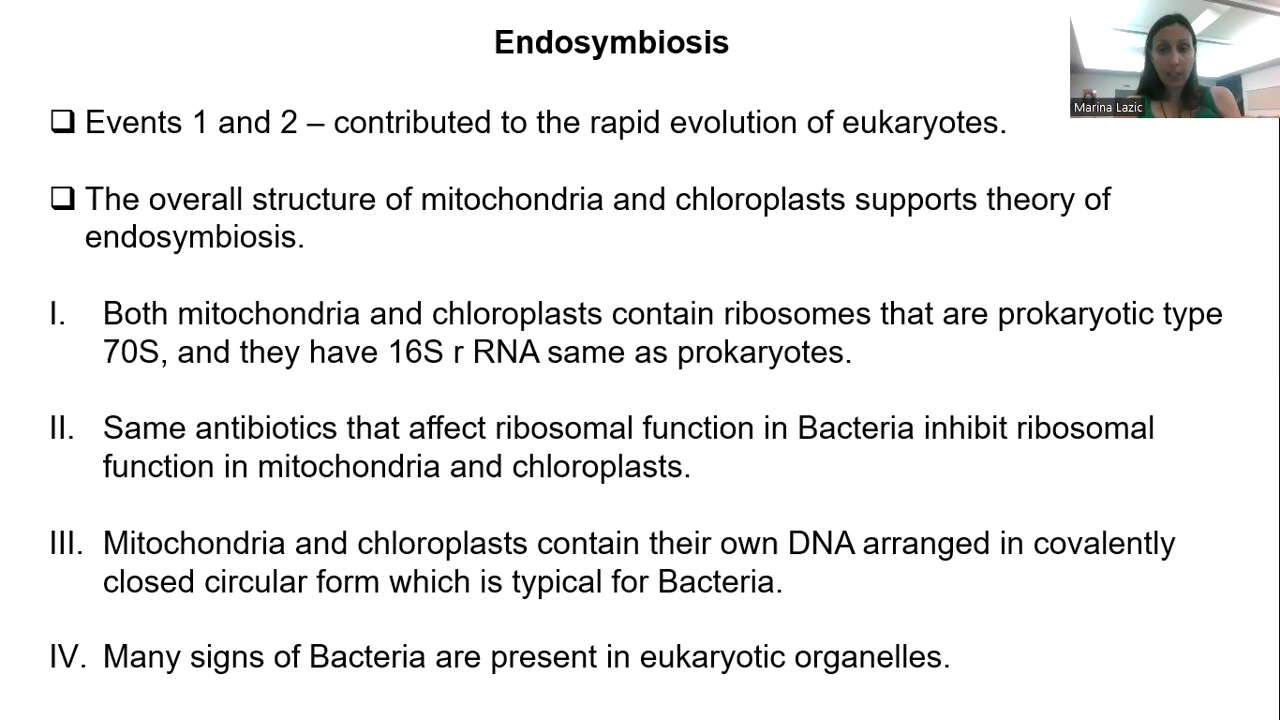 Endosymbiosis
Marina Lazic
❑ Events 1 and 2 – contributed to the rapid evolution of eukaryotes.
❑ The overall structure of mitochondria and chloroplasts supports theory of
endosymbiosis.
I. Both mitochondria and chloroplasts contain ribosomes that are prokaryotic type
70S, and they have 16S r RNA same as prokaryotes.
II. Same antibiotics that affect ribosomal function in Bacteria inhibit ribosomal
function in mitochondria and chloroplasts.
III. Mitochondria and chloroplasts contain their own DNA arranged in covalently
closed circular form which is typical for Bacteria.
IV. Many signs of Bacteria are present in eukaryotic organelles.